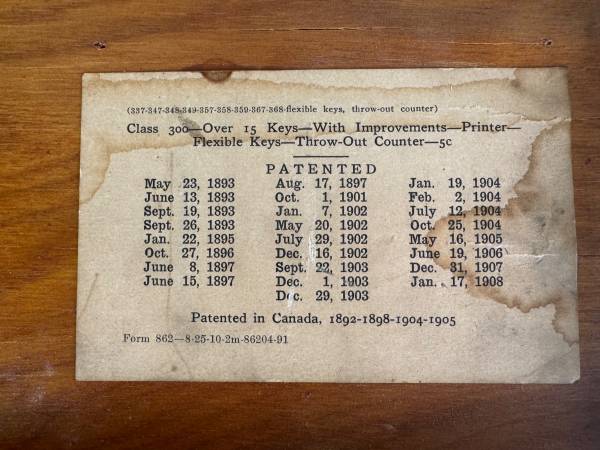 (337-347-348-349-357-358-359-367-368-flexible keys, throw-out counter)
Class 300—Over 15 Keys—With Improvements—Printer—
Flexible Keys—Throw-Out Counter—5c
PATENTED
May 23, 1893
June 13, 1893
Sept. 19, 1893
Sept. 26, 1893
Jan. 22, 1895
Oct. 27, 1896
June 8, 1897
June 15, 1897
Aug. 17, 1897
Oct. 1, 1901
Jan. 7, 1902
May 20, 1902
July 29, 1902
Dec. 16, 1902
Sept. 22, 1903
Dec. 1, 1903
Dec. 29, 1903
Jan. 19, 1904
Feb. 2, 1904
July 12, 1904
Oct. 25, 1904
May 16, 1905
June 19, 1906
Dec. 31, 1907
Jan. 17, 1908
Patented in Canada, 1892-1898-1904-1905
Form 862—8-25-10-2m-86204-91